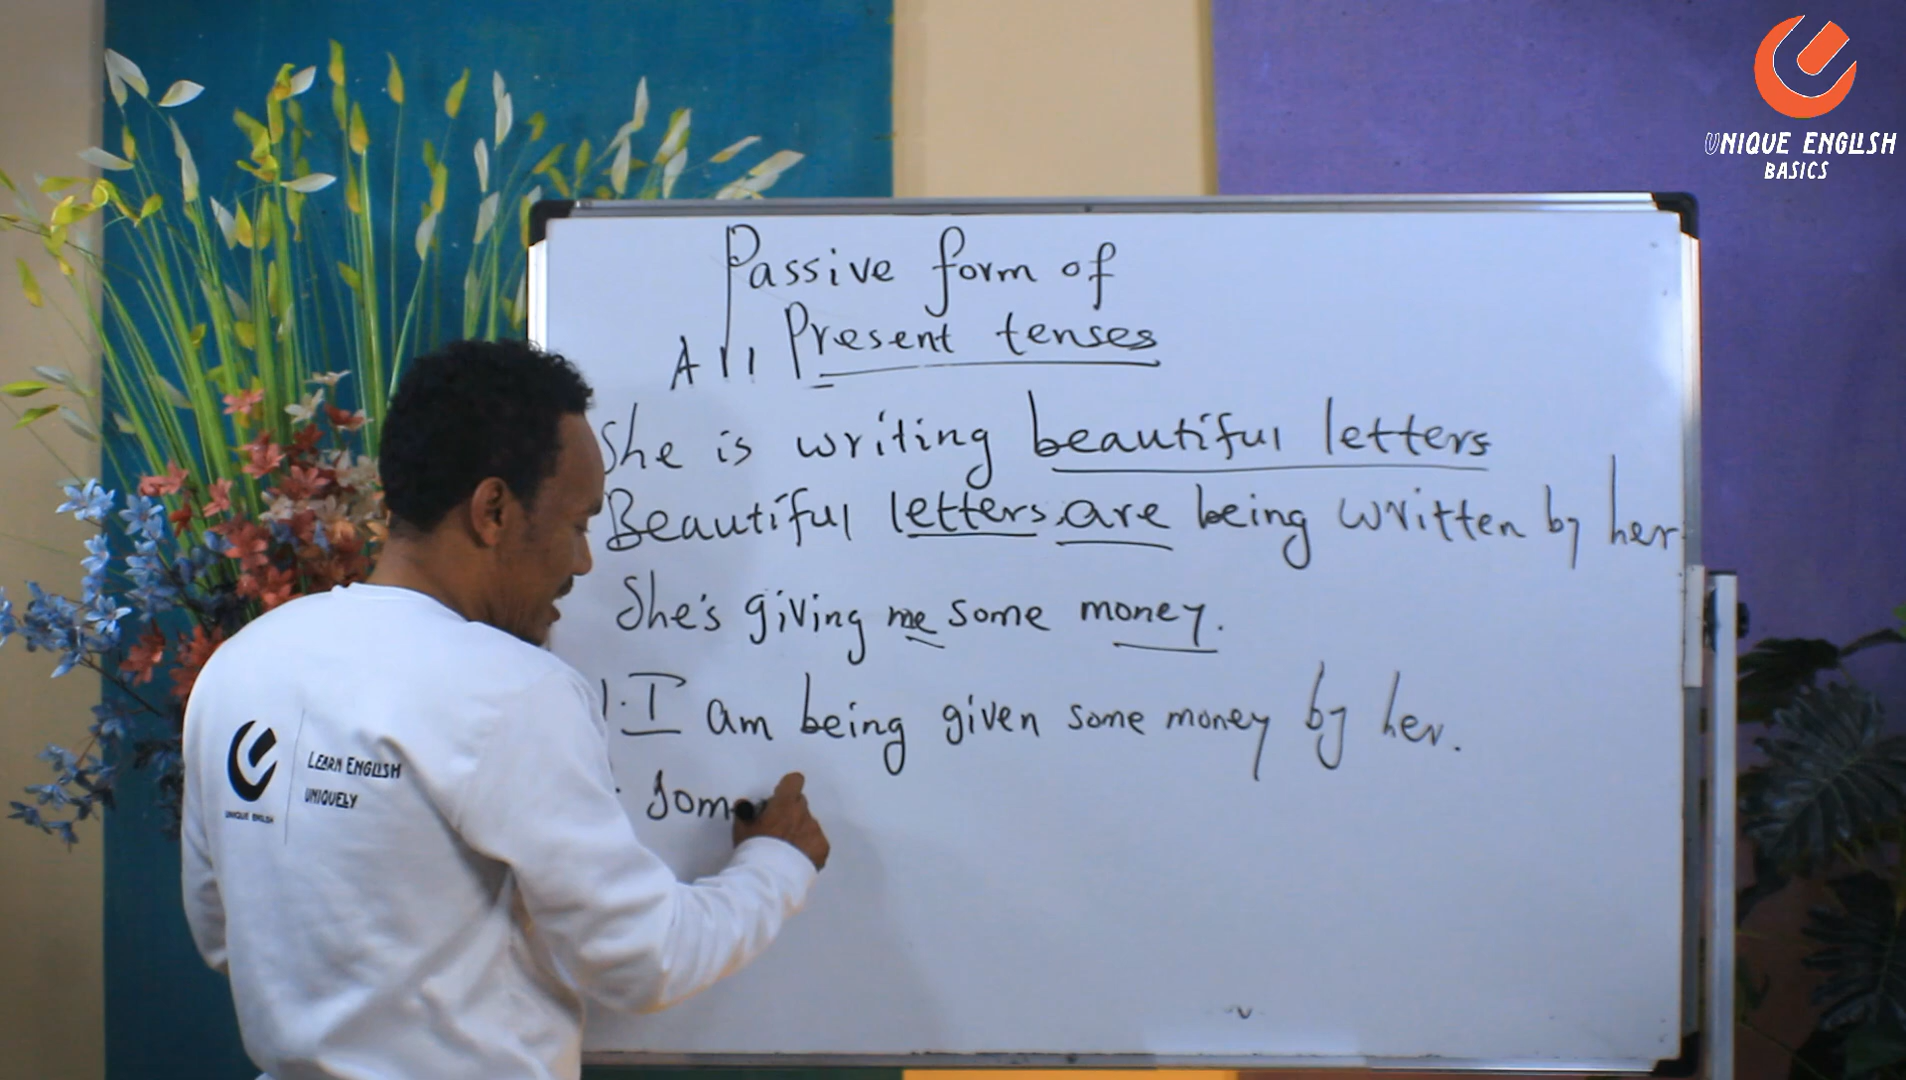 UNIQUE ENGLISH
BASICS
Passive form of
All Present tenses
She is writing beautiful letters
Beautiful letters are being written by her.
She's giving me some money.
1. I am being given some money by her.
Som
LEARN ENGLISH
UNIQUELY
UNIQUE ENGLISH